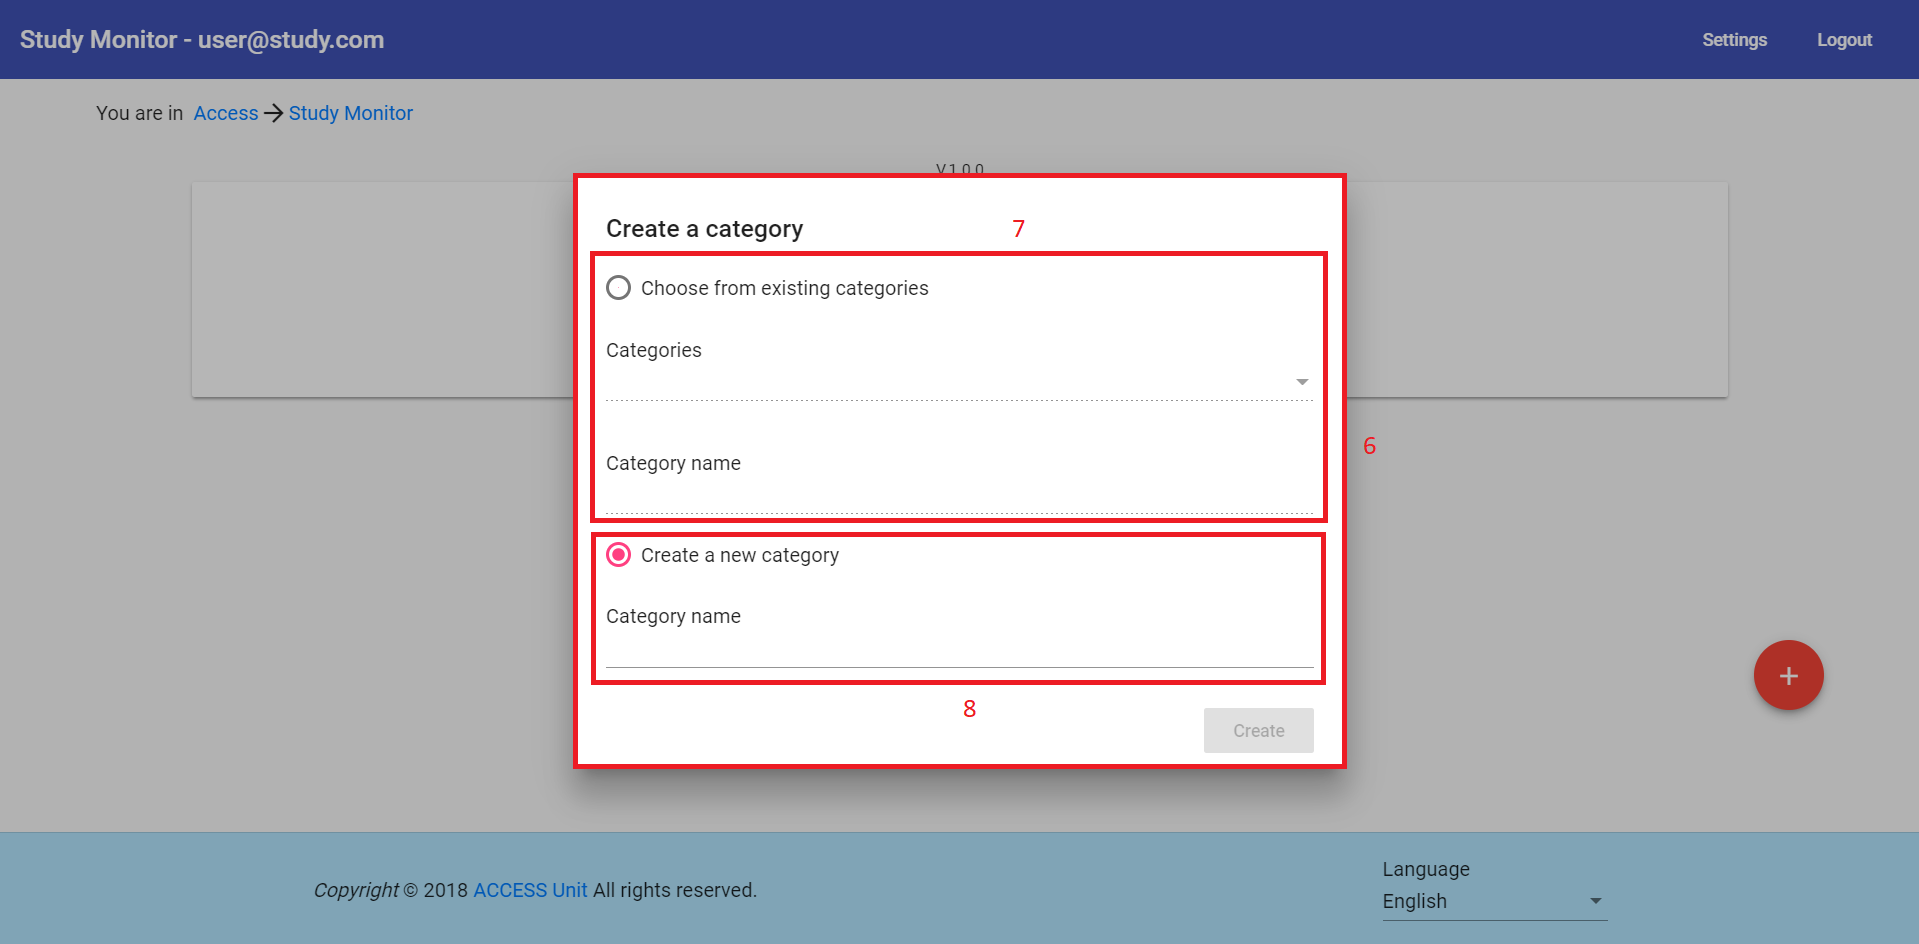 Study Monitor - user@study.com
Settings
Logout
You are in Access → Study Monitor
V.1.0.0
Create a category
7
Choose from existing categories
Categories
Category name
6
Create a new category
Category name
8
Create
+
Copyright © 2018 ACCESS Unit All rights reserved.
Language
English